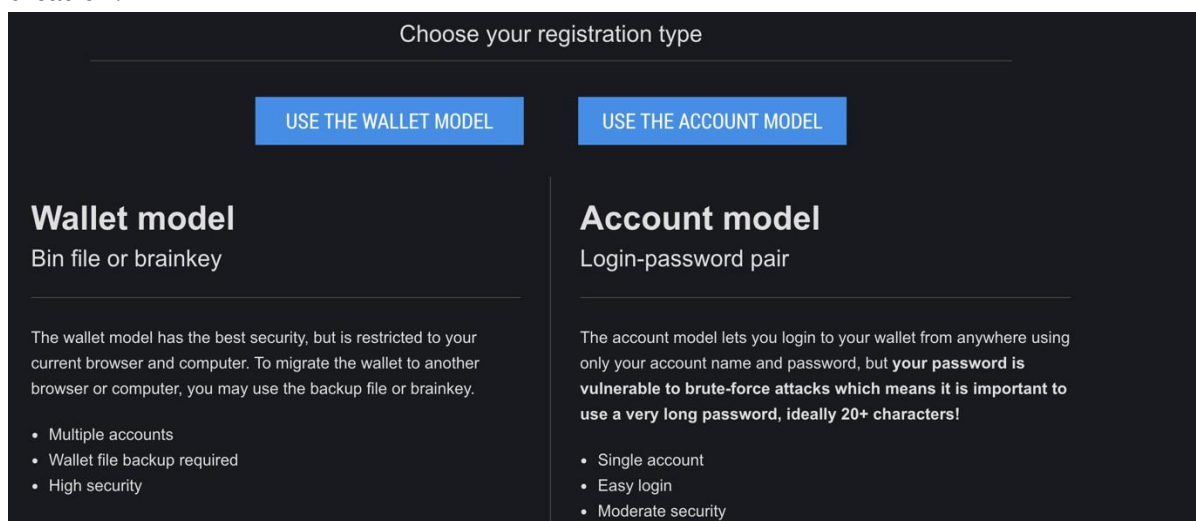 Choose your registration type
USE THE WALLET MODEL
USE THE ACCOUNT MODEL
Wallet model
Bin file or brainkey
The wallet model has the best security, but is restricted to your
current browser and computer. To migrate the wallet to another
browser or computer, you may use the backup file or brainkey.
• Multiple accounts
• Wallet file backup required
• High security
Account model
Login-password pair
The account model lets you login to your wallet from anywhere using
only your account name and password, but your password is
vulnerable to brute-force attacks which means it is important to
use a very long password, ideally 20+ characters!
• Single account
• Easy login
• Moderate security